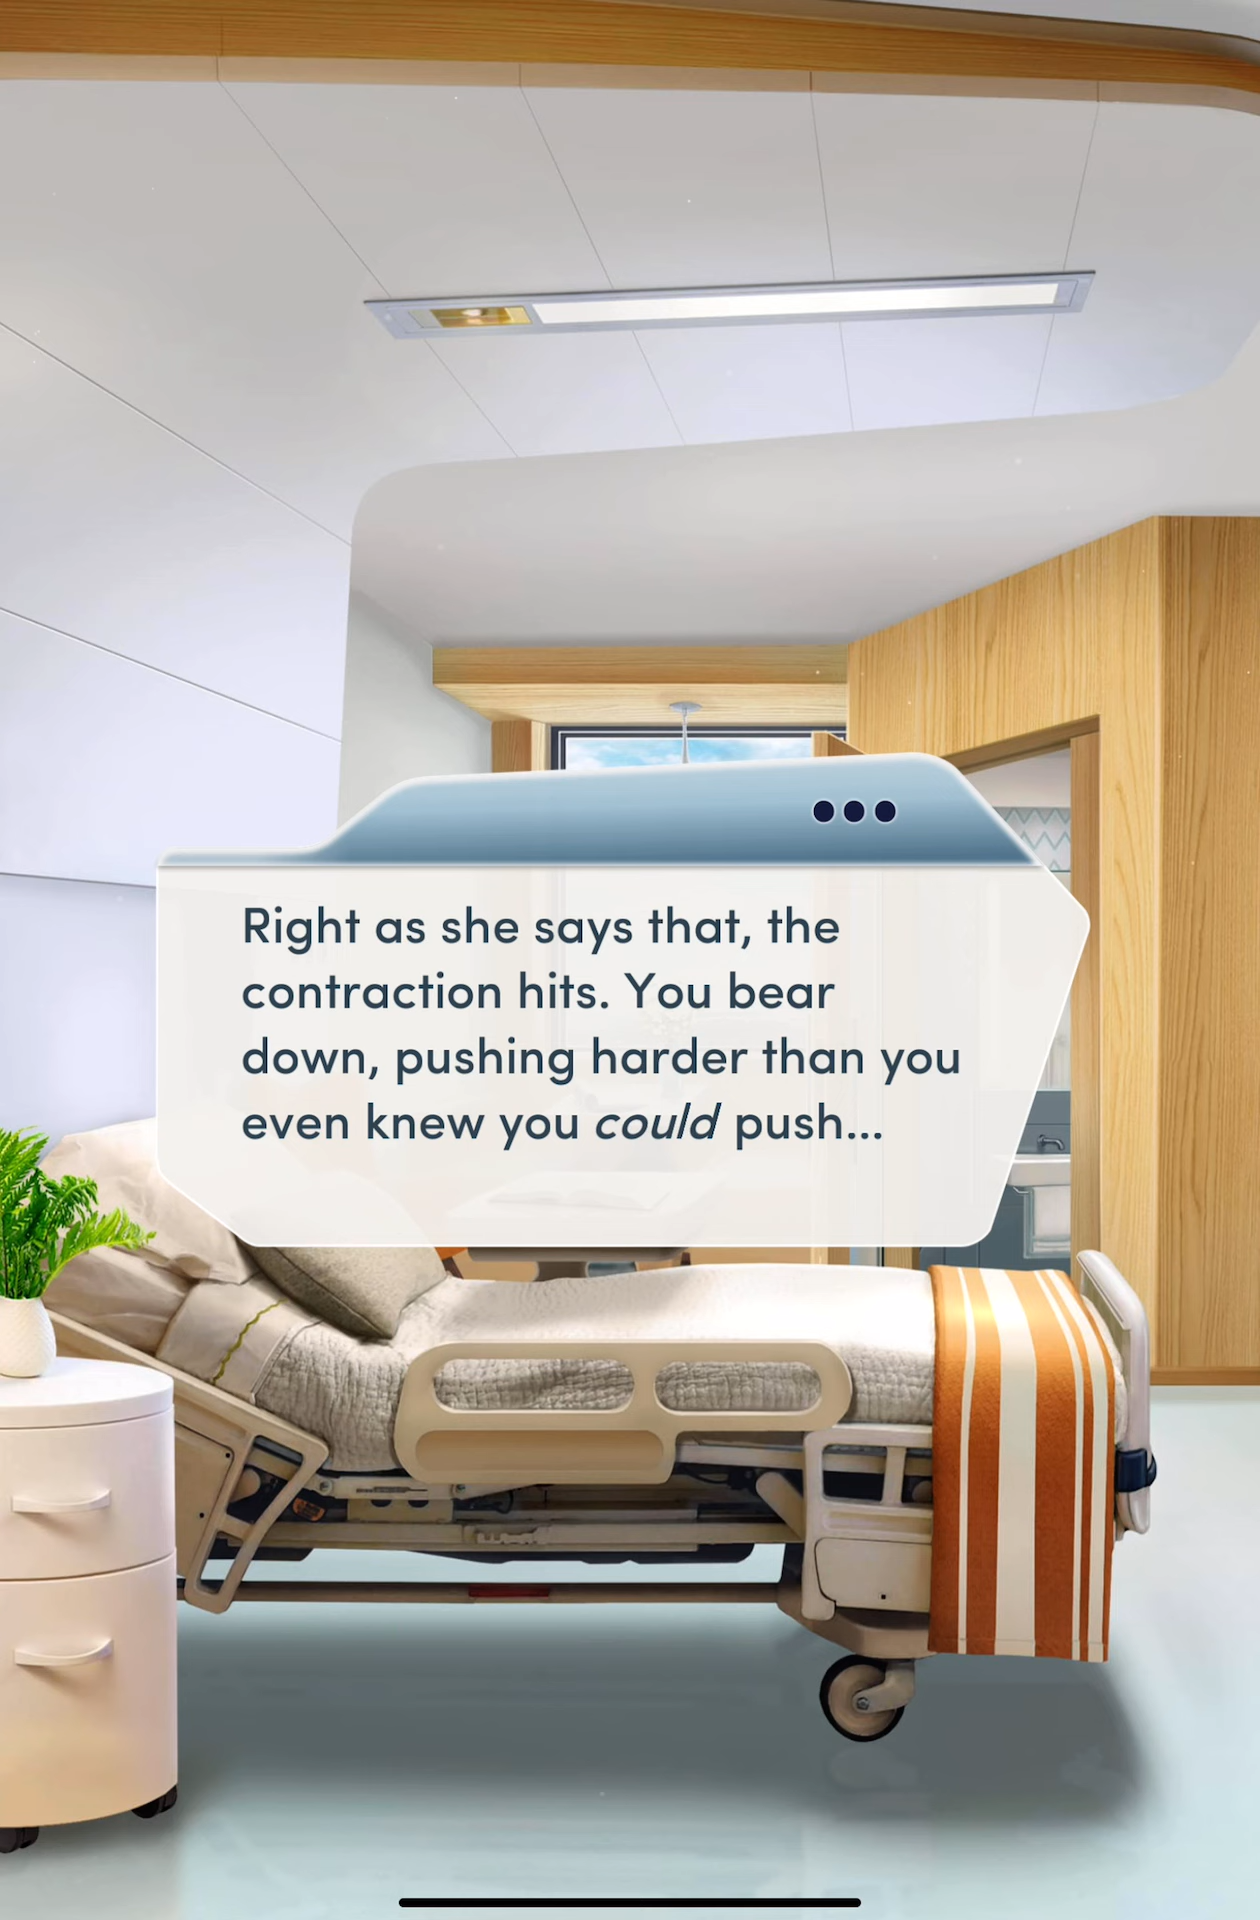 Right as she says that, the
contraction hits. You bear
down, pushing harder than you
even knew you could push...